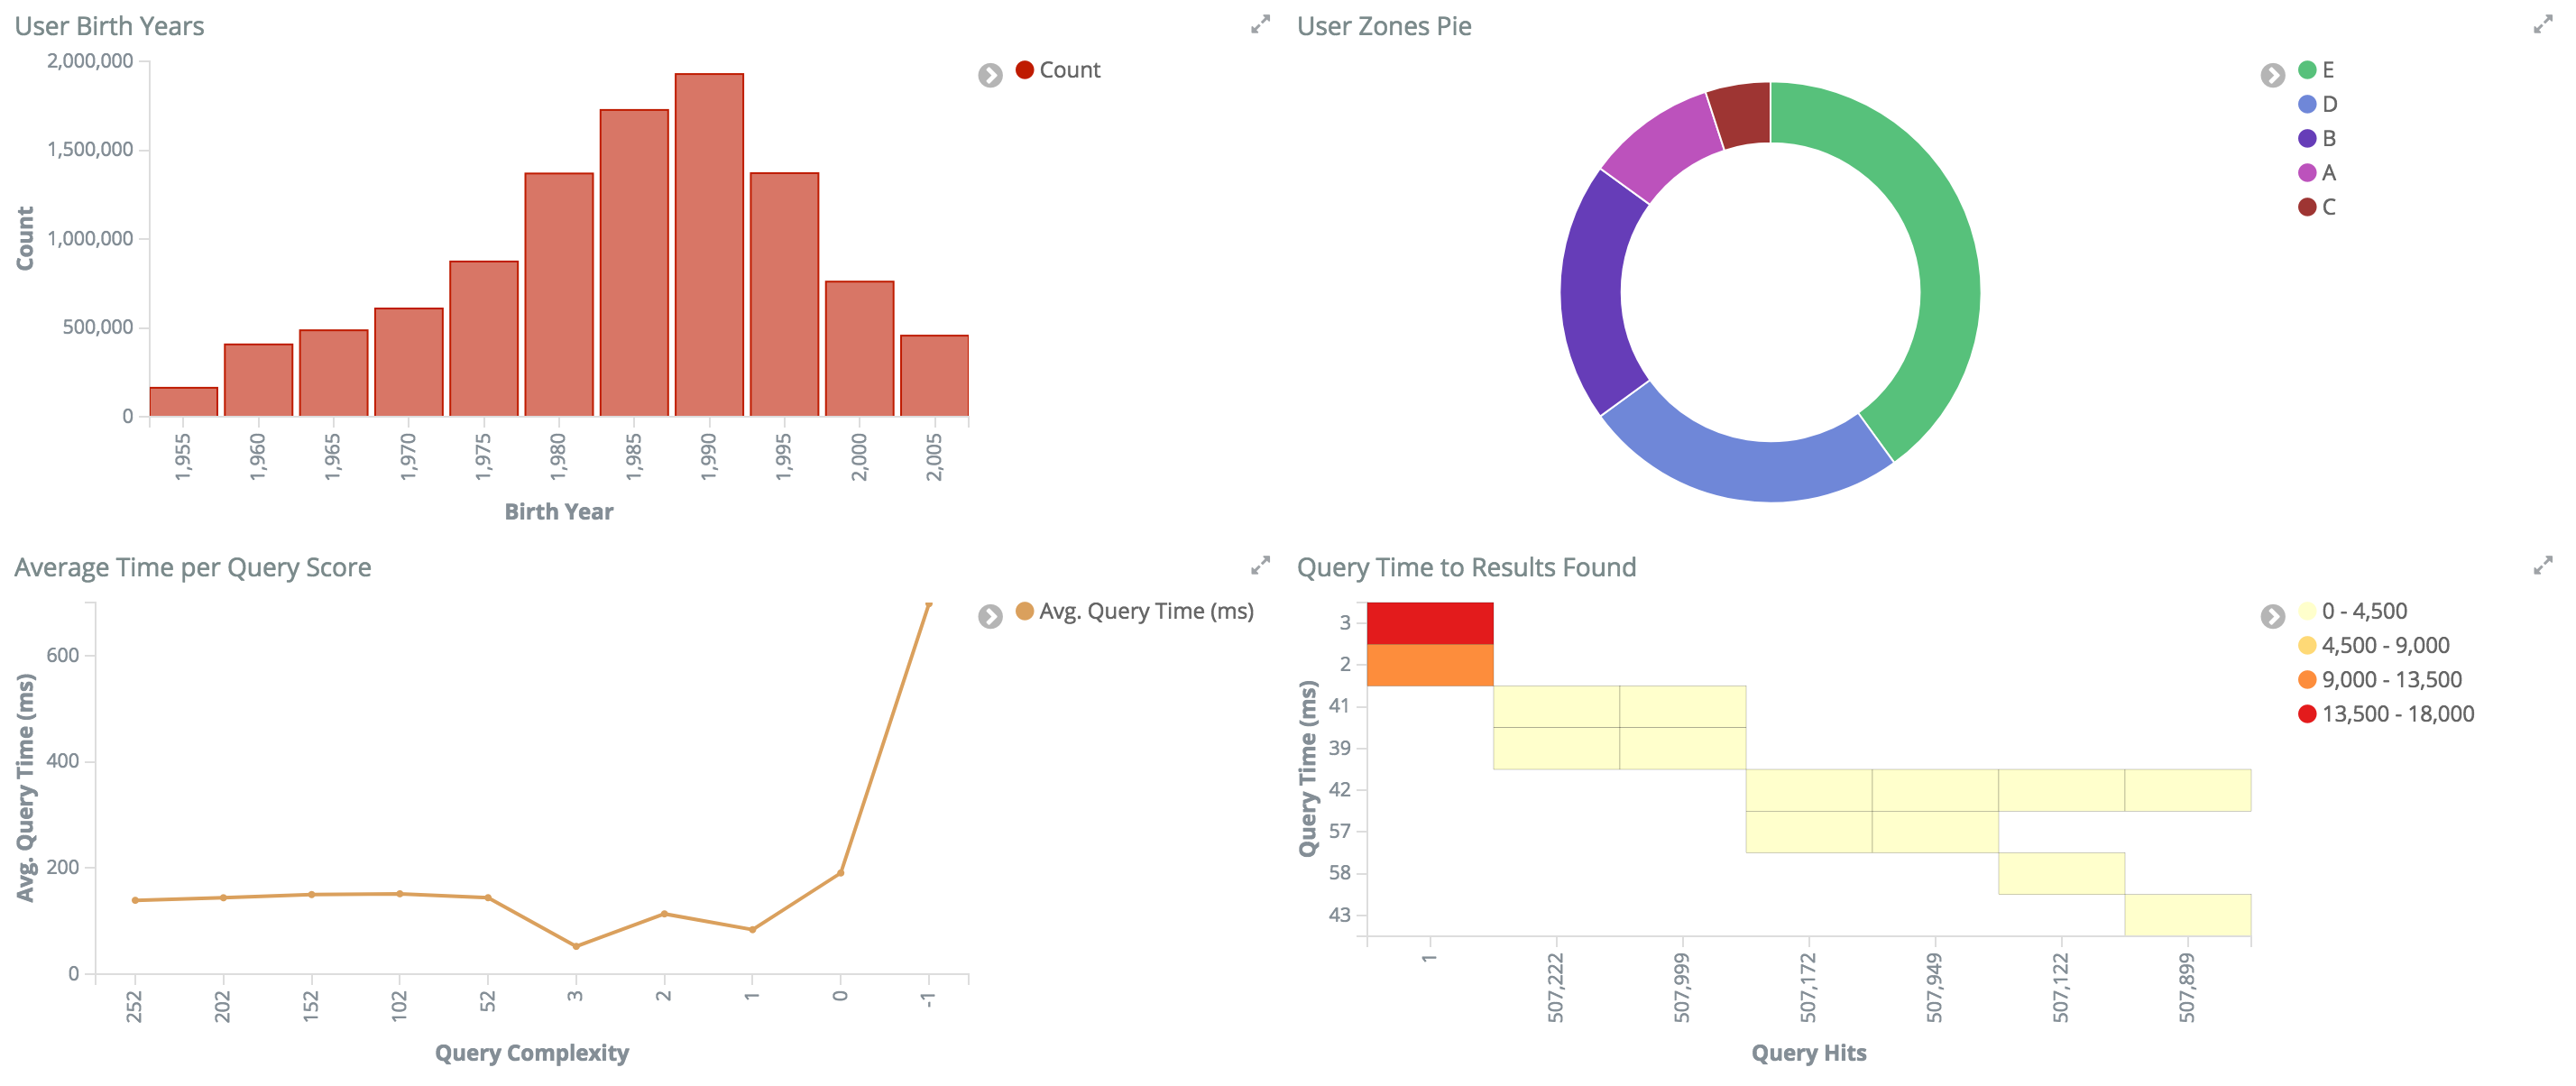 User Birth Years
2,000,000
1,500,000
1,000,000
500,000
0
Count
1,955
1,960
1,965
1,970
1,975
1,980
1,985
1,990
1,995
2,000
2,005
Birth Year
Count
User Zones Pie
E
D
B
A
C
Average Time per Query Score
600
400
200
0
Avg. Query Time (ms)
252
202
152
102
52
3
2
1
0
-1
Query Complexity
Avg. Query Time (ms)
Query Time to Results Found
3
2
41
39
42
57
58
43
Query Time (ms)
1
507,222
507,999
507,172
507,949
507,122
507,899
Query Hits
0 - 4,500
4,500 - 9,000
9,000 - 13,500
13,500 - 18,000